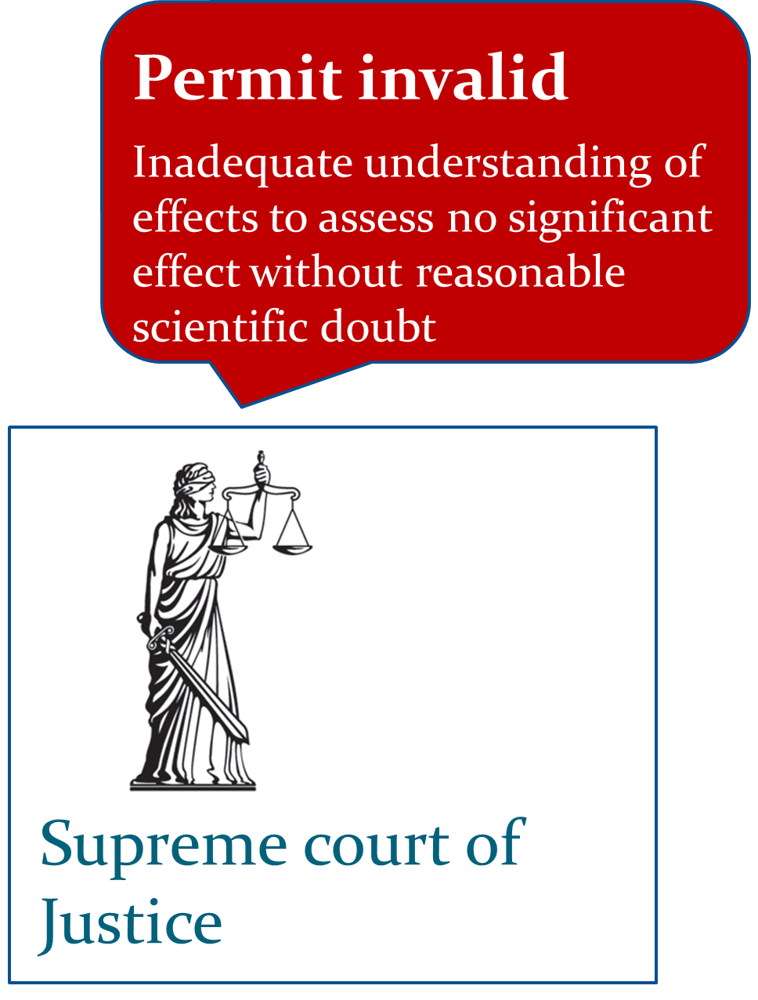 Permit invalid
Inadequate understanding of
effects to assess no significant
effect without reasonable
scientific doubt
Supreme court of
Justice